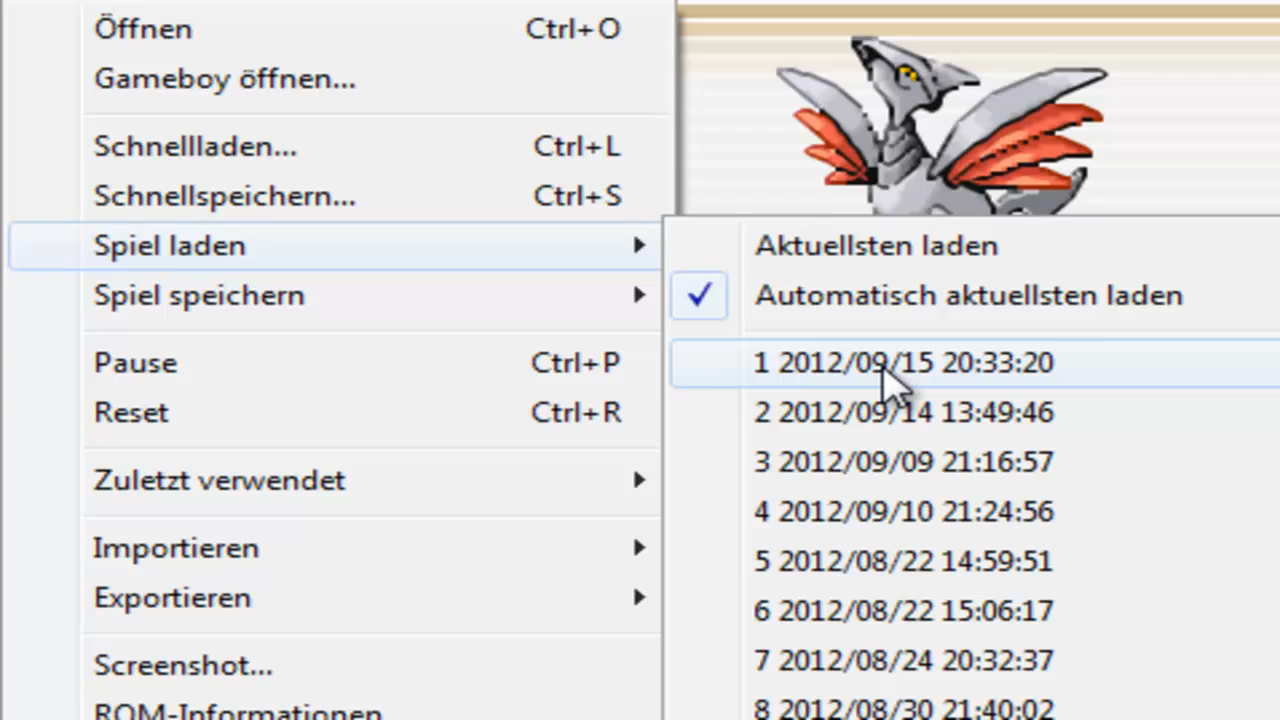 Öffnen Ctrl+O
Gameboy öffnen...
Schnellladen... Ctrl+L
Schnellspeichern... Ctrl+S
Spiel laden
Spiel speichern
Pause Ctrl+P
Reset Ctrl+R
Zuletzt verwendet
Importieren
Exportieren
Screenshot...
ROM-Informationen
Aktuellsten laden
Automatisch aktuellsten laden
1 2012/09/15 20:33:20
2 2012/09/14 13:49:46
3 2012/09/09 21:16:57
4 2012/09/10 21:24:56
5 2012/08/22 14:59:51
6 2012/08/22 15:06:17
7 2012/08/24 20:32:37
8 2012/08/30 21:40:02